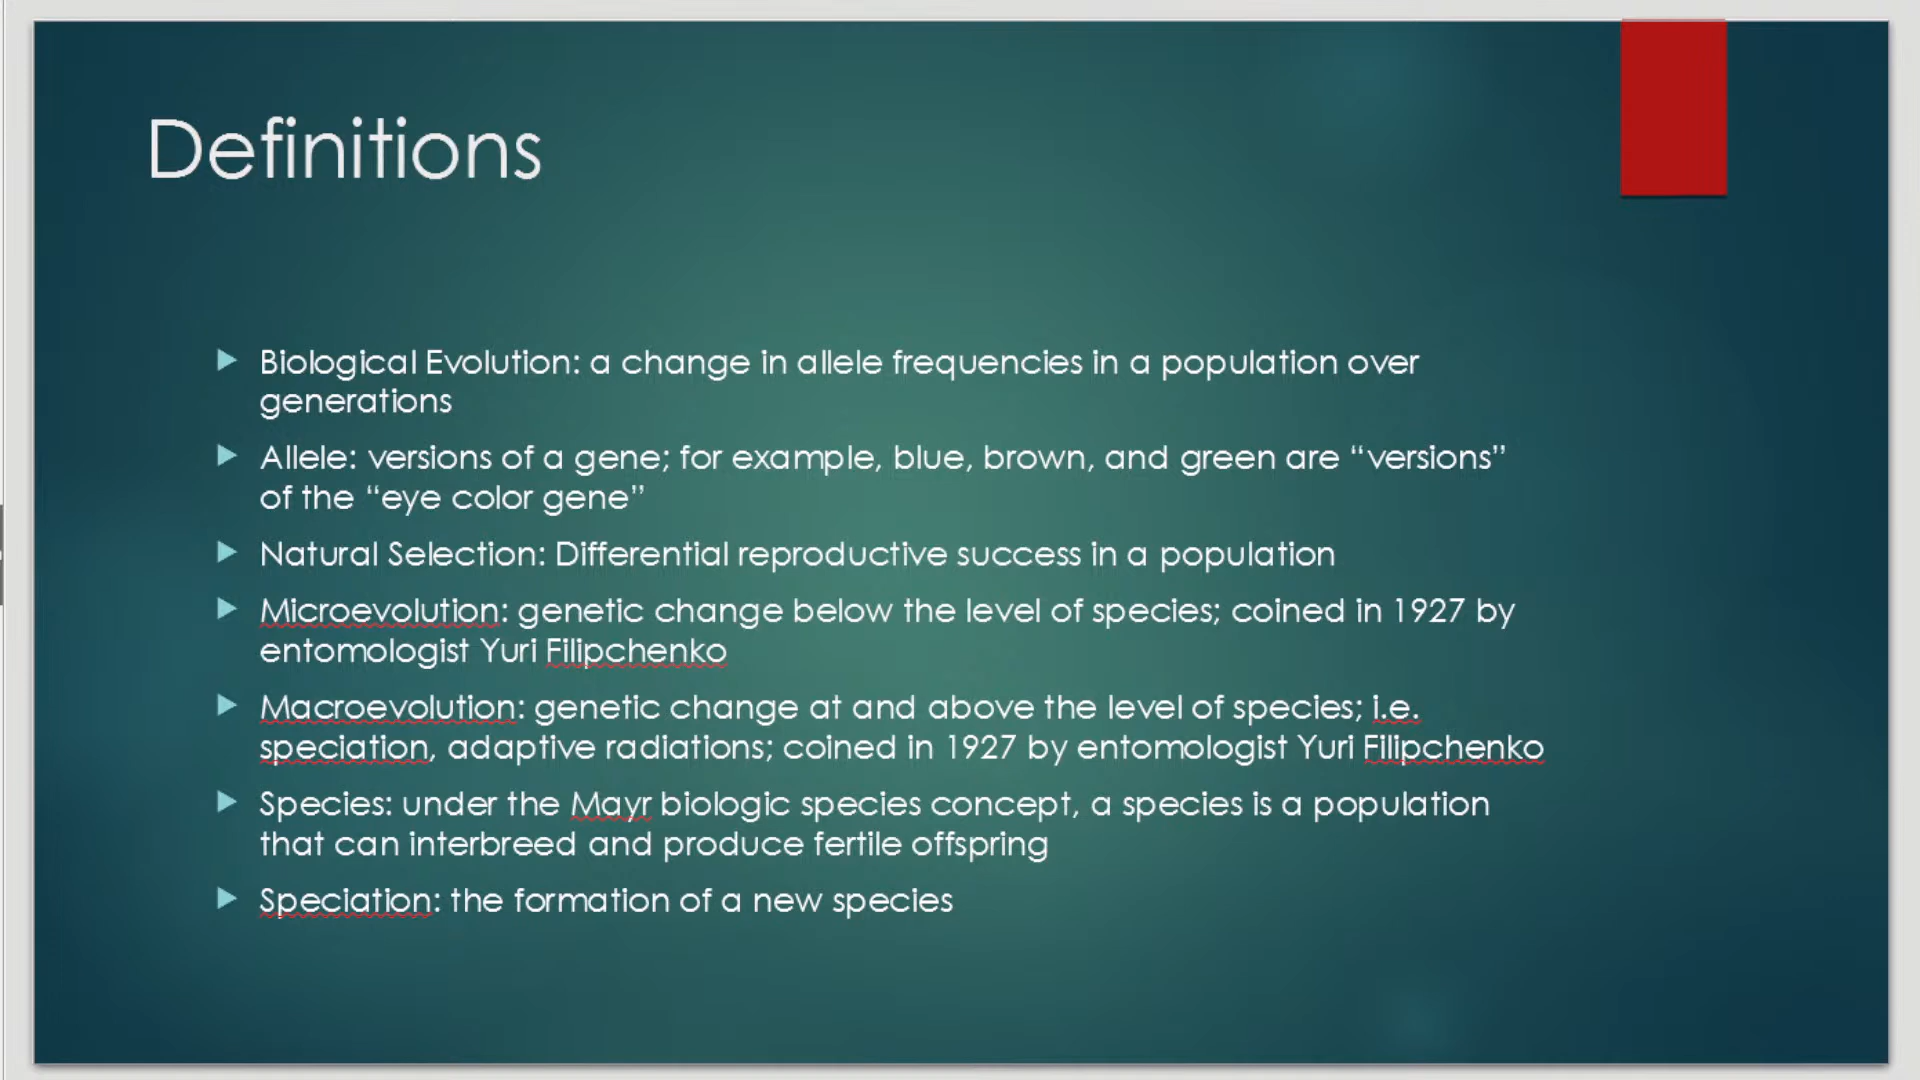 Definitions
Biological Evolution: a change in allele frequencies in a population over
generations
Allele: versions of a gene; for example, blue, brown, and green are “versions”
of the “eye color gene”
Natural Selection: Differential reproductive success in a population
Microevolution: genetic change below the level of species; coined in 1927 by
entomologist Yuri Filipchenko
Macroevolution: genetic change at and above the level of species; i.e.
speciation, adaptive radiations; coined in 1927 by entomologist Yuri Filipchenko
Species: under the Mayr biologic species concept, a species is a population
that can interbreed and produce fertile offspring
Speciation: the formation of a new species